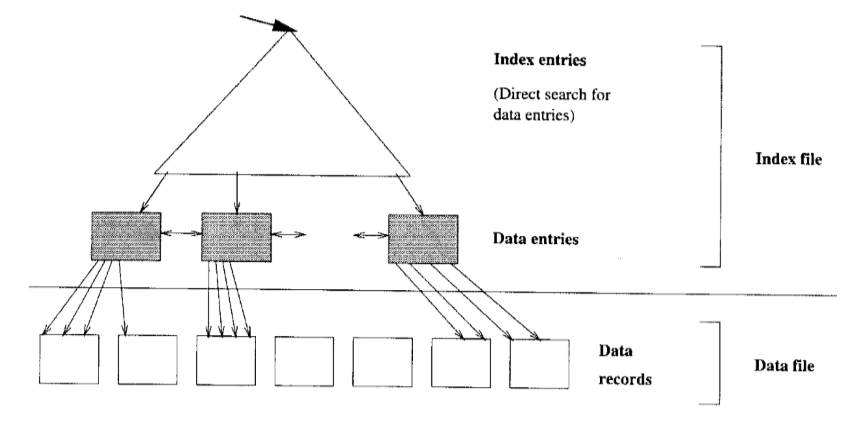 Index entries
(Direct search for
data entries)
Index file
Data entries
Data
records
Data file